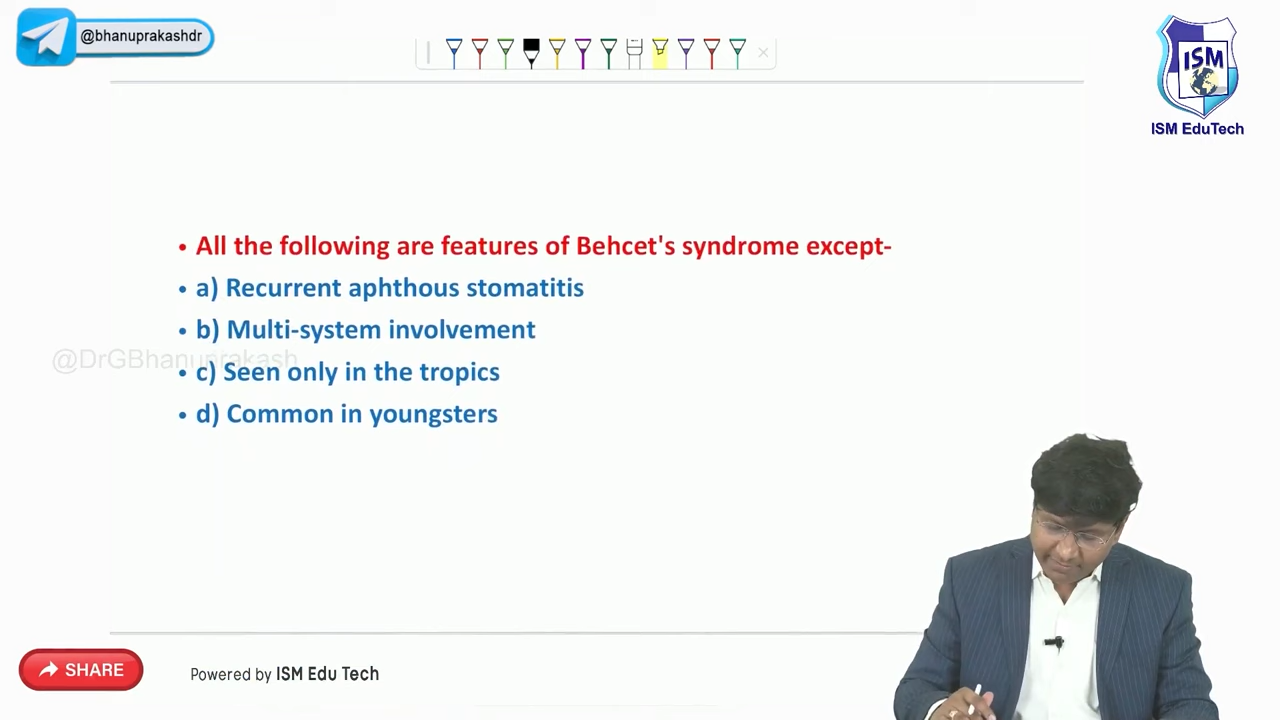 @bhanuprakashdr
ISM
ISM EduTech
• All the following are features of Behcet's syndrome except-
• a) Recurrent aphthous stomatitis
• b) Multi-system involvement
@DrGBhanuprakash
• c) Seen only in the tropics
• d) Common in youngsters
SHARE
Powered by ISM Edu Tech